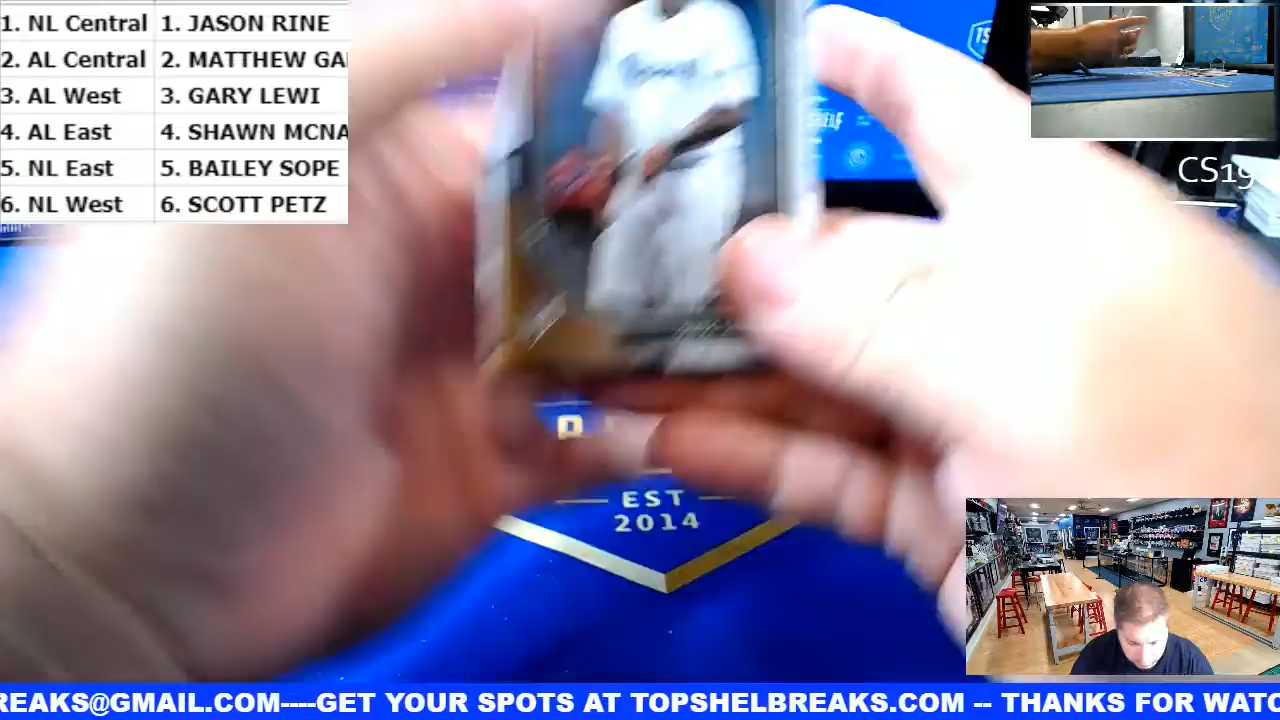 1. NL Central 1. JASON RINE
2. AL Central 2. MATTHEW GA
3. AL West 3. GARY LEWI
4. AL East 4. SHAWN MCNA
5. NL East 5. BAILEY SOPE
6. NL West 6. SCOTT PETZ
TS
CS19
EST
2014
REAKS@GMAIL.COM----GET YOUR SPOTS AT TOPSHELBREAKS.COM -- THANKS FOR WATC